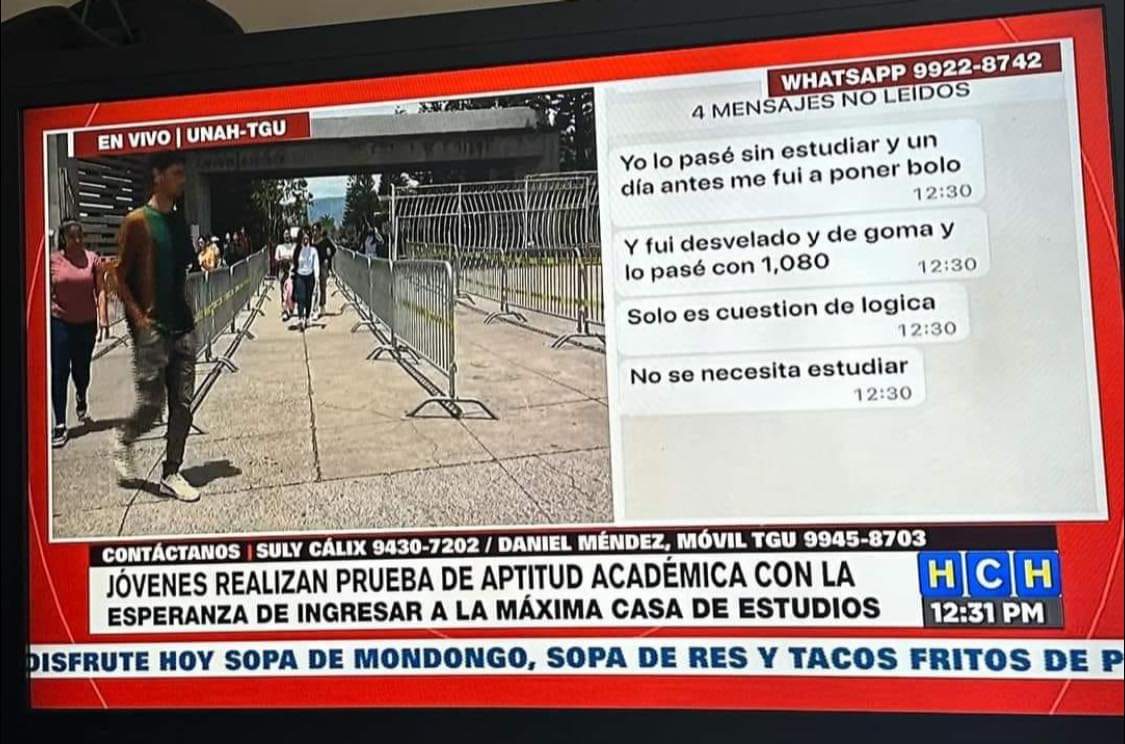 WHATSAPP 9922-8742
4 MENSAJES NO LEIDOS
EN VIVO | UNAH-TGU
Yo lo pasé sin estudiar y un
día antes me fui a poner bolo
12:30
Y fui desvelado y de goma y
lo pasé con 1,080
12:30
Solo es cuestion de logica
12:30
No se necesita estudiar
12:30
CONTÁCTANOS | SULY CÁLIX 9430-7202 / DANIEL MÉNDEZ, MÓVIL TGU 9945-8703
JÓVENES REALIZAN PRUEBA DE APTITUD ACADÉMICA CON LA
ESPERANZA DE INGRESAR A LA MÁXIMA CASA DE ESTUDIOS
HCH
12:31 PM
DISFRUTE HOY SOPA DE MONDONGO, SOPA DE RES Y TACOS FRITOS DE P